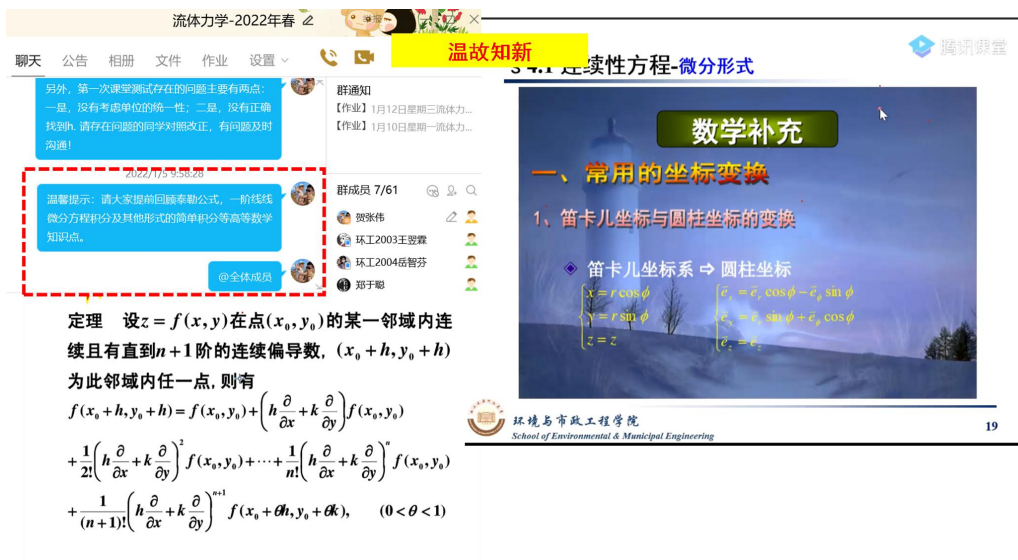 流体力学-2022年春
聊天 公告 相册 文件 作业 设置
另外，第一次课堂测试存在的问题主要有两点：
一是，没有考虑单位的统一性；二是，没有正确
找到h. 请存在问题的同学对照改正，有问题及时
沟通！
2022/1/5 9:58:28
温馨提示：请大家提前回顾泰勒公式，一阶线线
微分方程积分及其他形式的简单积分等高等数学
知识点。
@全体成员
群通知
【作业】1月12日星期三流体力...
【作业】1月10日星期一流体力...
群成员 7/61
贺张伟
环工2003王翌霖
环工2004岳智芬
郑于聪
温故知新
定理 设z = f(x,y)在点(x₀,y₀)的某一邻域内连
续且有直到n+1阶的连续偏导数，(x₀+h,y₀+h)
为此邻域内任一点，则有
f(x₀+h,y₀+h) = f(x₀,y₀)+(h ∂/∂x + k ∂/∂y) f(x₀,y₀)
+ 1/2! (h ∂/∂x + k ∂/∂y)² f(x₀,y₀)+⋯+ 1/n! (h ∂/∂x + k ∂/∂y)ⁿ f(x₀,y₀)
+ 1/(n+1)! (h ∂/∂x + k ∂/∂y)ⁿ⁺¹ f(x₀+θh,y₀+θk), (0<θ<1)
腾讯课堂
§ 4.1 连续性方程-微分形式
数学补充
一、常用的坐标变换
1、笛卡儿坐标与圆柱坐标的变换
笛卡儿坐标系 ⇨ 圆柱坐标
x = r cos ϕ
y = r sin ϕ
z = z
e⃗ₓ = e⃗ᵣ cos ϕ − e⃗_θ sin ϕ
e⃗ᵧ = e⃗ᵣ sin ϕ + e⃗_θ cos ϕ
e⃗_z = e⃗_z
环境与市政工程学院
School of Environmental & Municipal Engineering
19